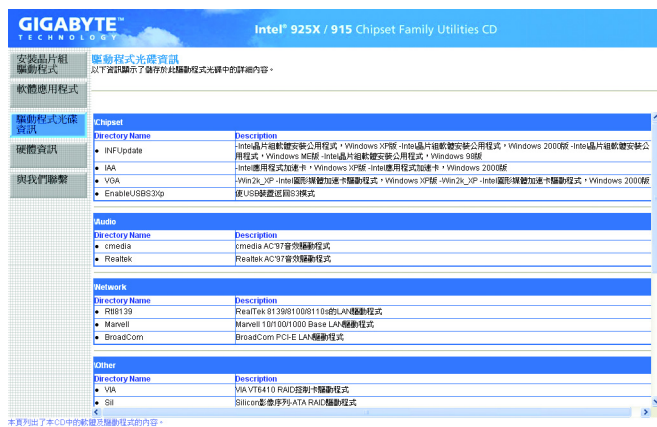 GIGABYTE™
TECHNOLOGY
Intel® 925X / 915 Chipset Family Utilities CD
安裝晶片組
驅動程式
軟體應用程式
驅動程式光碟
資訊
硬體資訊
與我們聯繫
驅動程式光碟資訊
以下資訊顯示了儲存於此驅動程式光碟中的詳細內容。
\Chipset
Directory Name Description
● INFUpdate -Intel晶片組軟體安裝公用程式，Windows XP版 -Intel晶片組軟體安裝公用程式，Windows 2000版 -Intel晶片組軟體安裝公
用程式，Windows ME版 -Intel晶片組軟體安裝公用程式，Windows 98版
● IAA -Intel應用程式加速卡，Windows XP版 -Intel應用程式加速卡，Windows 2000版
● VGA -Win2k_XP -Intel圖形媒體加速卡驅動程式，Windows XP版 -Win2k_XP -Intel圖形媒體加速卡驅動程式，Windows 2000版
● EnableUSBS3Xp 使USB裝置返回S3模式
\Audio
Directory Name Description
● cmedia cmedia AC'97音效驅動程式
● Realtek Realtek AC'97音效驅動程式
\Network
Directory Name Description
● Rtl8139 RealTek 8139/8100/8110s的LAN驅動程式
● Marvell Marvell 10/100/1000 Base LAN驅動程式
● BroadCom BroadCom PCI-E LAN驅動程式
\Other
Directory Name Description
● VIA VIA VT6410 RAID控制卡驅動程式
● Sil Silicon影像序列-ATA RAID驅動程式
本頁列出了本CD中的軟體及驅動程式的內容。